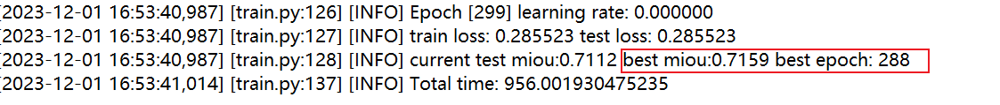 [2023-12-01 16:53:40,987] [train.py:126] [INFO] Epoch [299] learning rate: 0.000000
[2023-12-01 16:53:40,987] [train.py:127] [INFO] train loss: 0.285523 test loss: 0.285523
[2023-12-01 16:53:40,987] [train.py:128] [INFO] current test miou:0.7112 best miou:0.7159 best epoch: 288
[2023-12-01 16:53:41,014] [train.py:137] [INFO] Total time: 956.001930475235